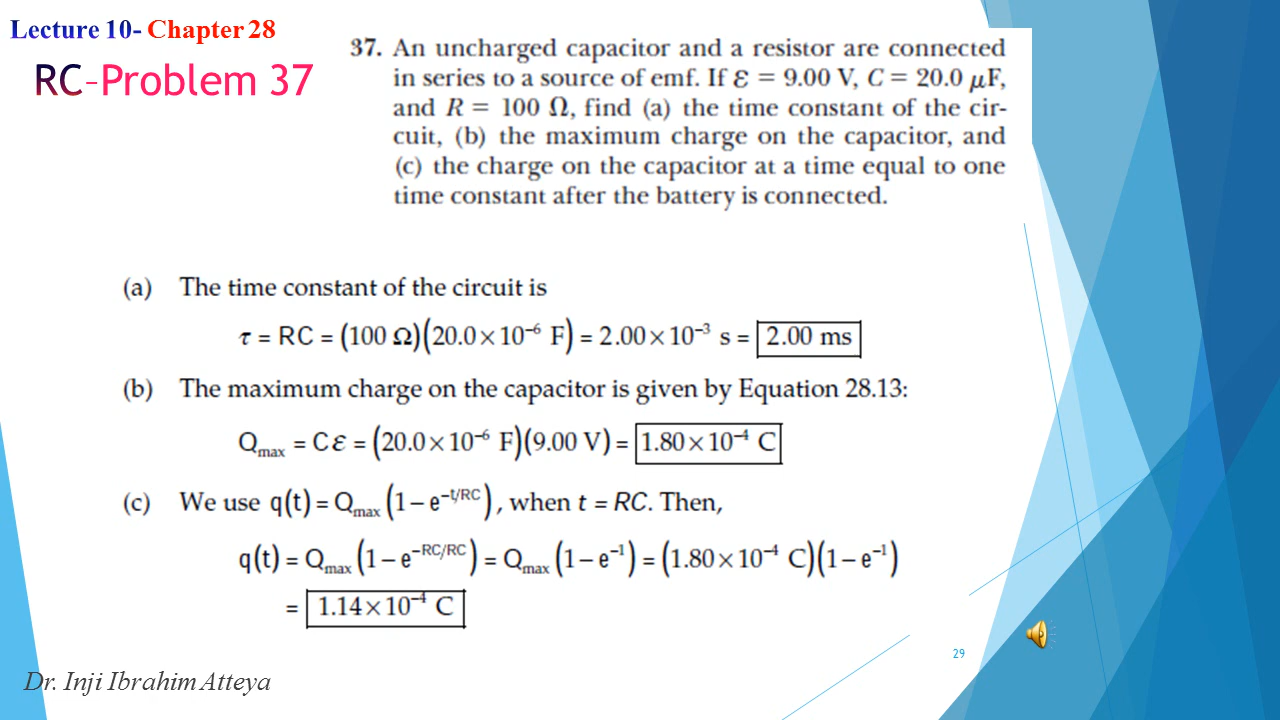 Lecture 10- Chapter 28
RC-Problem 37
37. An uncharged capacitor and a resistor are connected
in series to a source of emf. If ℰ = 9.00 V, C = 20.0 μF,
and R = 100 Ω, find (a) the time constant of the cir-
cuit, (b) the maximum charge on the capacitor, and
(c) the charge on the capacitor at a time equal to one
time constant after the battery is connected.
(a) The time constant of the circuit is
τ = RC = (100 Ω)(20.0×10⁻⁶ F) = 2.00×10⁻³ s = 2.00 ms
(b) The maximum charge on the capacitor is given by Equation 28.13:
Qmax = Cℰ = (20.0×10⁻⁶ F)(9.00 V) = 1.80×10⁻⁴ C
(c) We use q(t) = Qmax (1−e^−t/RC), when t = RC. Then,
q(t) = Qmax (1−e^−RC/RC) = Qmax (1−e⁻¹) = (1.80×10⁻⁴ C)(1−e⁻¹)
= 1.14×10⁻⁴ C
29
Dr. Inji Ibrahim Atteya